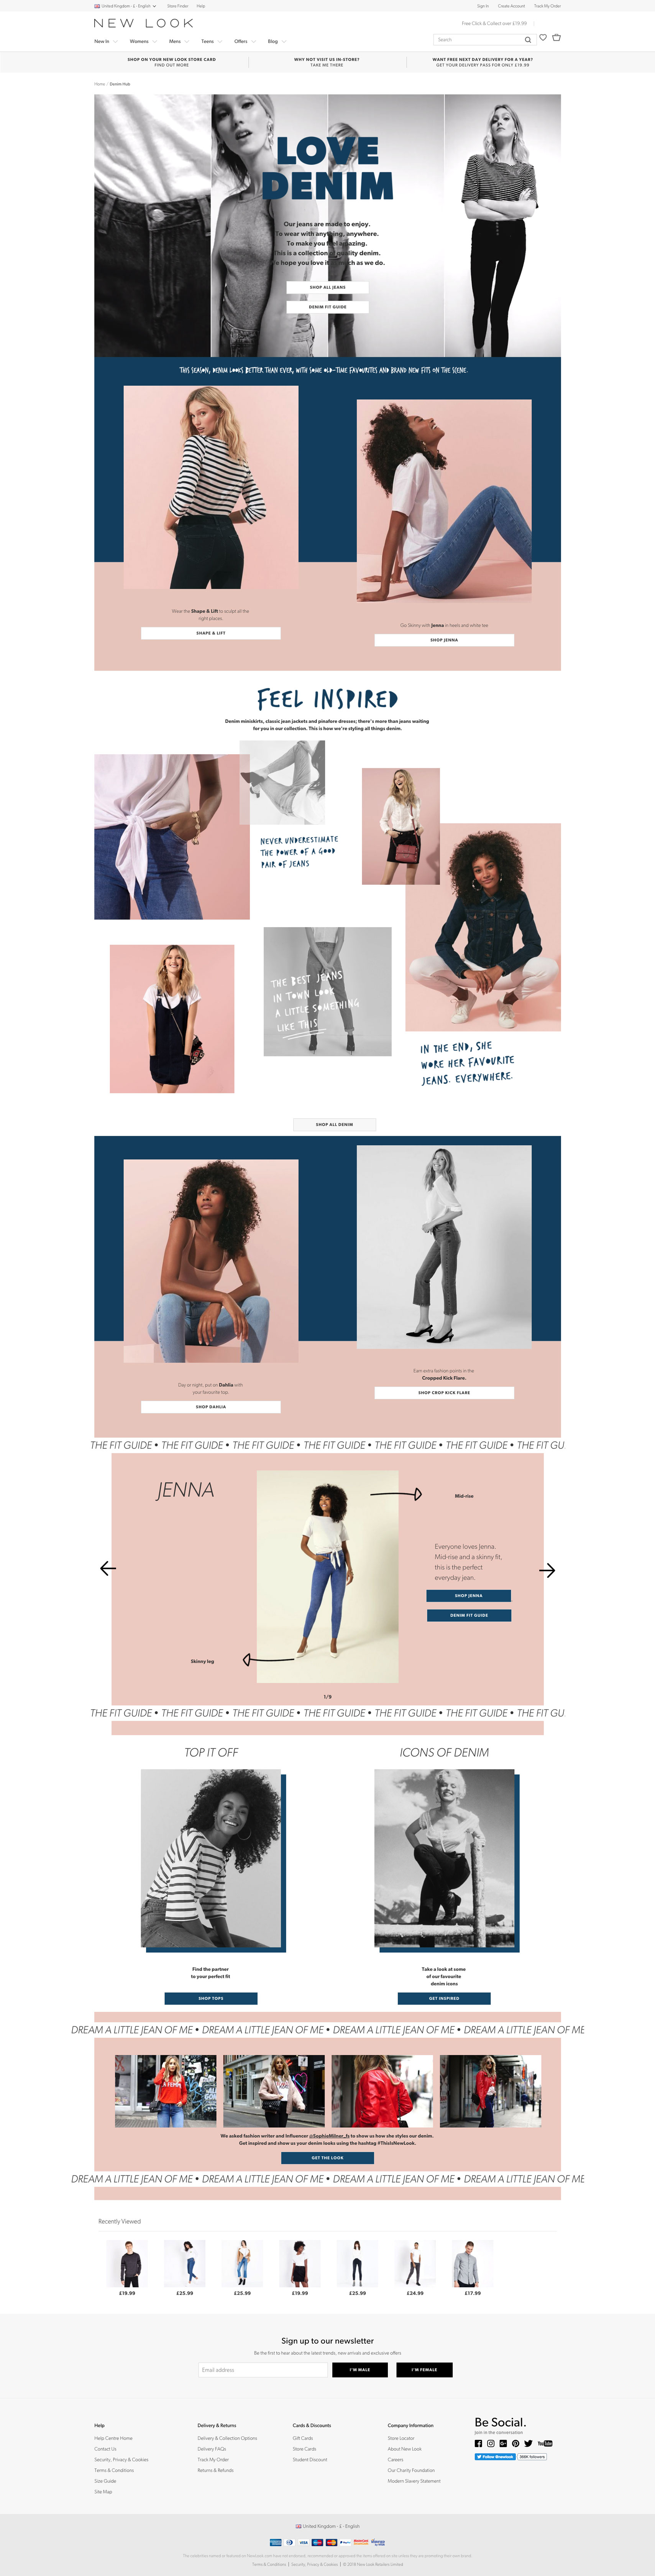 United Kingdom - £ - English
Store Finder
Help
Sign In
Create Account
Track My Order
NEW LOOK
Free Click & Collect over £19.99
New In
Womens
Mens
Teens
Offers
Blog
Search
SHOP ON YOUR NEW LOOK STORE CARD
FIND OUT MORE
WHY NOT VISIT US IN-STORE?
TAKE ME THERE
WANT FREE NEXT DAY DELIVERY FOR A YEAR?
GET YOUR DELIVERY PASS FOR ONLY £19.99
Home / Denim Hub
LOVE
DENIM
Our jeans are made to enjoy.
To wear with anything, anywhere.
To make you feel amazing.
This is a collection of quality denim.
We hope you love it as much as we do.
SHOP ALL JEANS
DENIM FIT GUIDE
THIS SEASON, DENIM LOOKS BETTER THAN EVER, WITH SOME OLD-TIME FAVOURITES AND BRAND NEW FITS ON THE SCENE.
Wear the Shape & Lift to sculpt all the
right places.
SHAPE & LIFT
Go Skinny with Jenna in heels and white tee
SHOP JENNA
FEEL INSPIRED
Denim miniskirts, classic jean jackets and pinafore dresses; there's more than jeans waiting
for you in our collection. This is how we're styling all things denim.
NEVER UNDERESTIMATE
THE POWER OF A GOOD
PAIR OF JEANS
THE BEST JEANS
IN TOWN LOOK
A LITTLE SOMETHING
LIKE THIS
IN THE END, SHE
WORE HER FAVOURITE
JEANS. EVERYWHERE.
SHOP ALL DENIM
Day or night, put on Dahlia with
your favourite top.
SHOP DAHLIA
Earn extra fashion points in the
Cropped Kick Flare.
SHOP CROP KICK FLARE
THE FIT GUIDE • THE FIT GUIDE • THE FIT GUIDE • THE FIT GUIDE • THE FIT GUIDE • THE FIT GUIDE • THE FIT GU
JENNA
Mid-rise
Everyone loves Jenna.
Mid-rise and a skinny fit,
this is the perfect
everyday jean.
SHOP JENNA
DENIM FIT GUIDE
Skinny leg
1/9
THE FIT GUIDE • THE FIT GUIDE • THE FIT GUIDE • THE FIT GUIDE • THE FIT GUIDE • THE FIT GUIDE • THE FIT GU
TOP IT OFF
ICONS OF DENIM
Find the partner
to your perfect fit
SHOP TOPS
Take a look at some
of our favourite
denim icons
GET INSPIRED
DREAM A LITTLE JEAN OF ME • DREAM A LITTLE JEAN OF ME • DREAM A LITTLE JEAN OF ME • DREAM A LITTLE JEAN OF ME
We asked fashion writer and Influencer @SophieMilner_fs to show us how she styles our denim.
Get inspired and show us your denim looks using the hashtag #ThisIsNewLook.
GET THE LOOK
DREAM A LITTLE JEAN OF ME • DREAM A LITTLE JEAN OF ME • DREAM A LITTLE JEAN OF ME • DREAM A LITTLE JEAN OF ME
Recently Viewed
£19.99
£25.99
£25.99
£19.99
£25.99
£24.99
£17.99
Sign up to our newsletter
Be the first to hear about the latest trends, new arrivals and exclusive offers
Email address
I'M MALE
I'M FEMALE
Help
Help Centre Home
Contact Us
Security, Privacy & Cookies
Terms & Conditions
Size Guide
Site Map
Delivery & Returns
Delivery & Collection Options
Delivery FAQs
Track My Order
Returns & Refunds
Cards & Discounts
Gift Cards
Store Cards
Student Discount
Company Information
Store Locator
About New Look
Careers
Our Charity Foundation
Modern Slavery Statement
Be Social.
Join in the conversation
YouTube
Follow @newlook
366K followers
United Kingdom - £ - English
VISA
PayPal
Terms & Conditions | Security, Privacy & Cookies | © 2018 New Look Retailers Limited